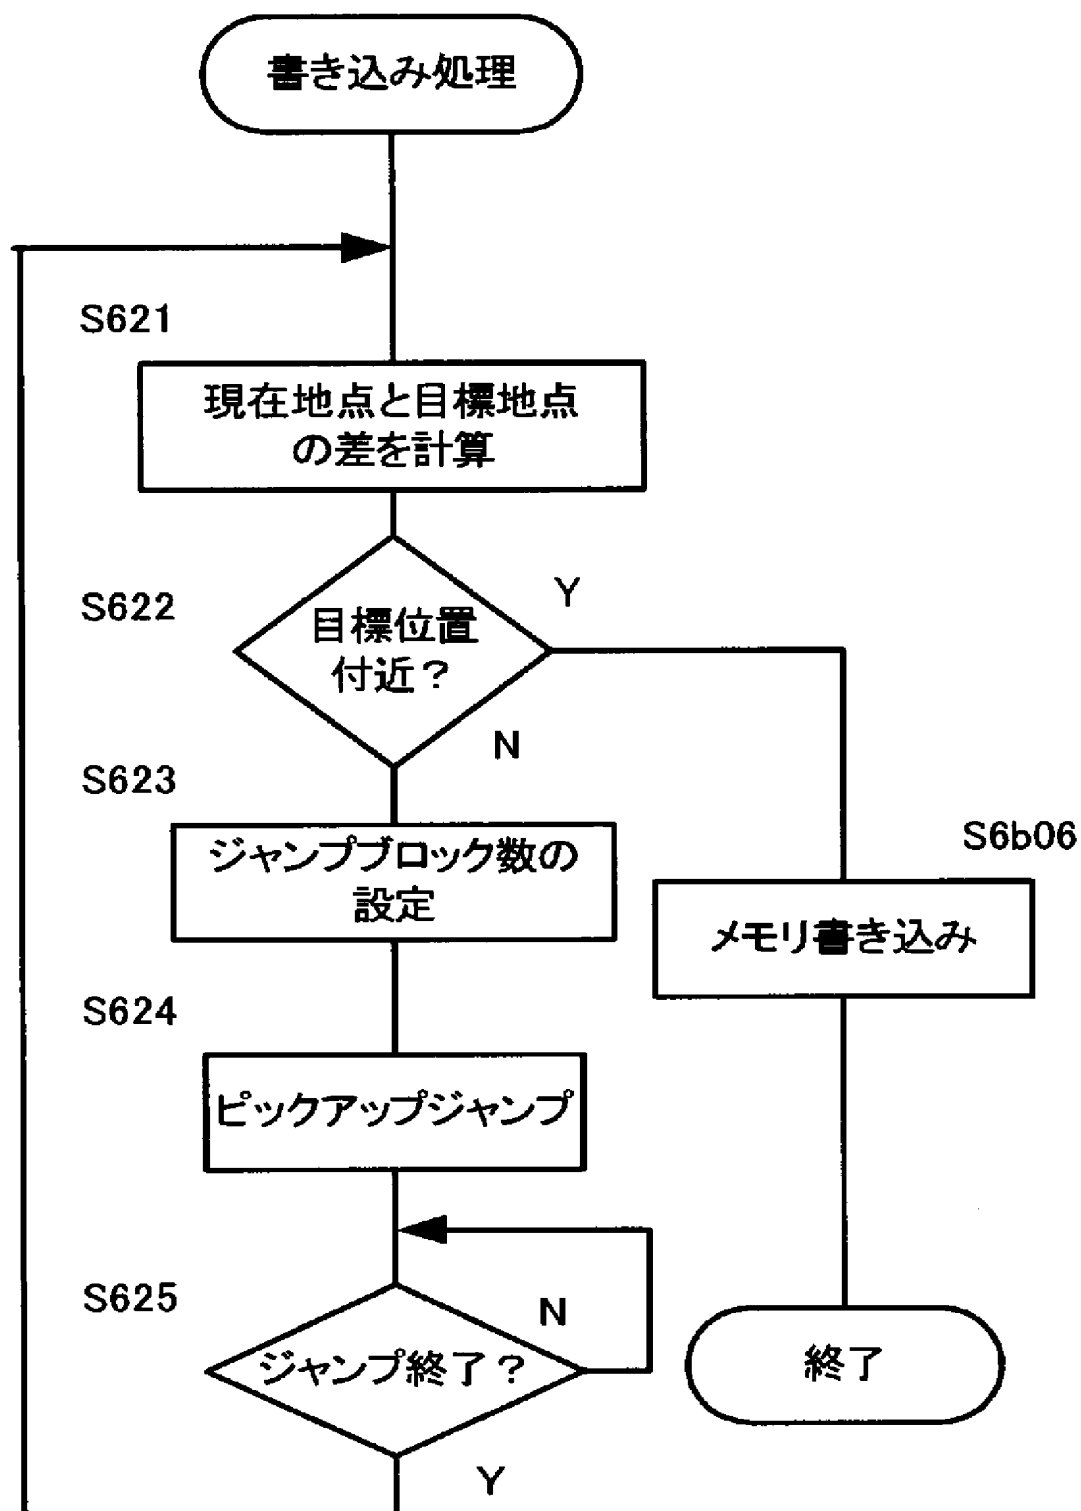 書き込み処理
S621
現在地点と目標地点
の差を計算
S622
目標位置
付近？
Y
N
S623
ジャンプブロック数の
設定
S6b06
メモリ書き込み
S624
ピックアップジャンプ
S625
ジャンプ終了？
N
Y
終了